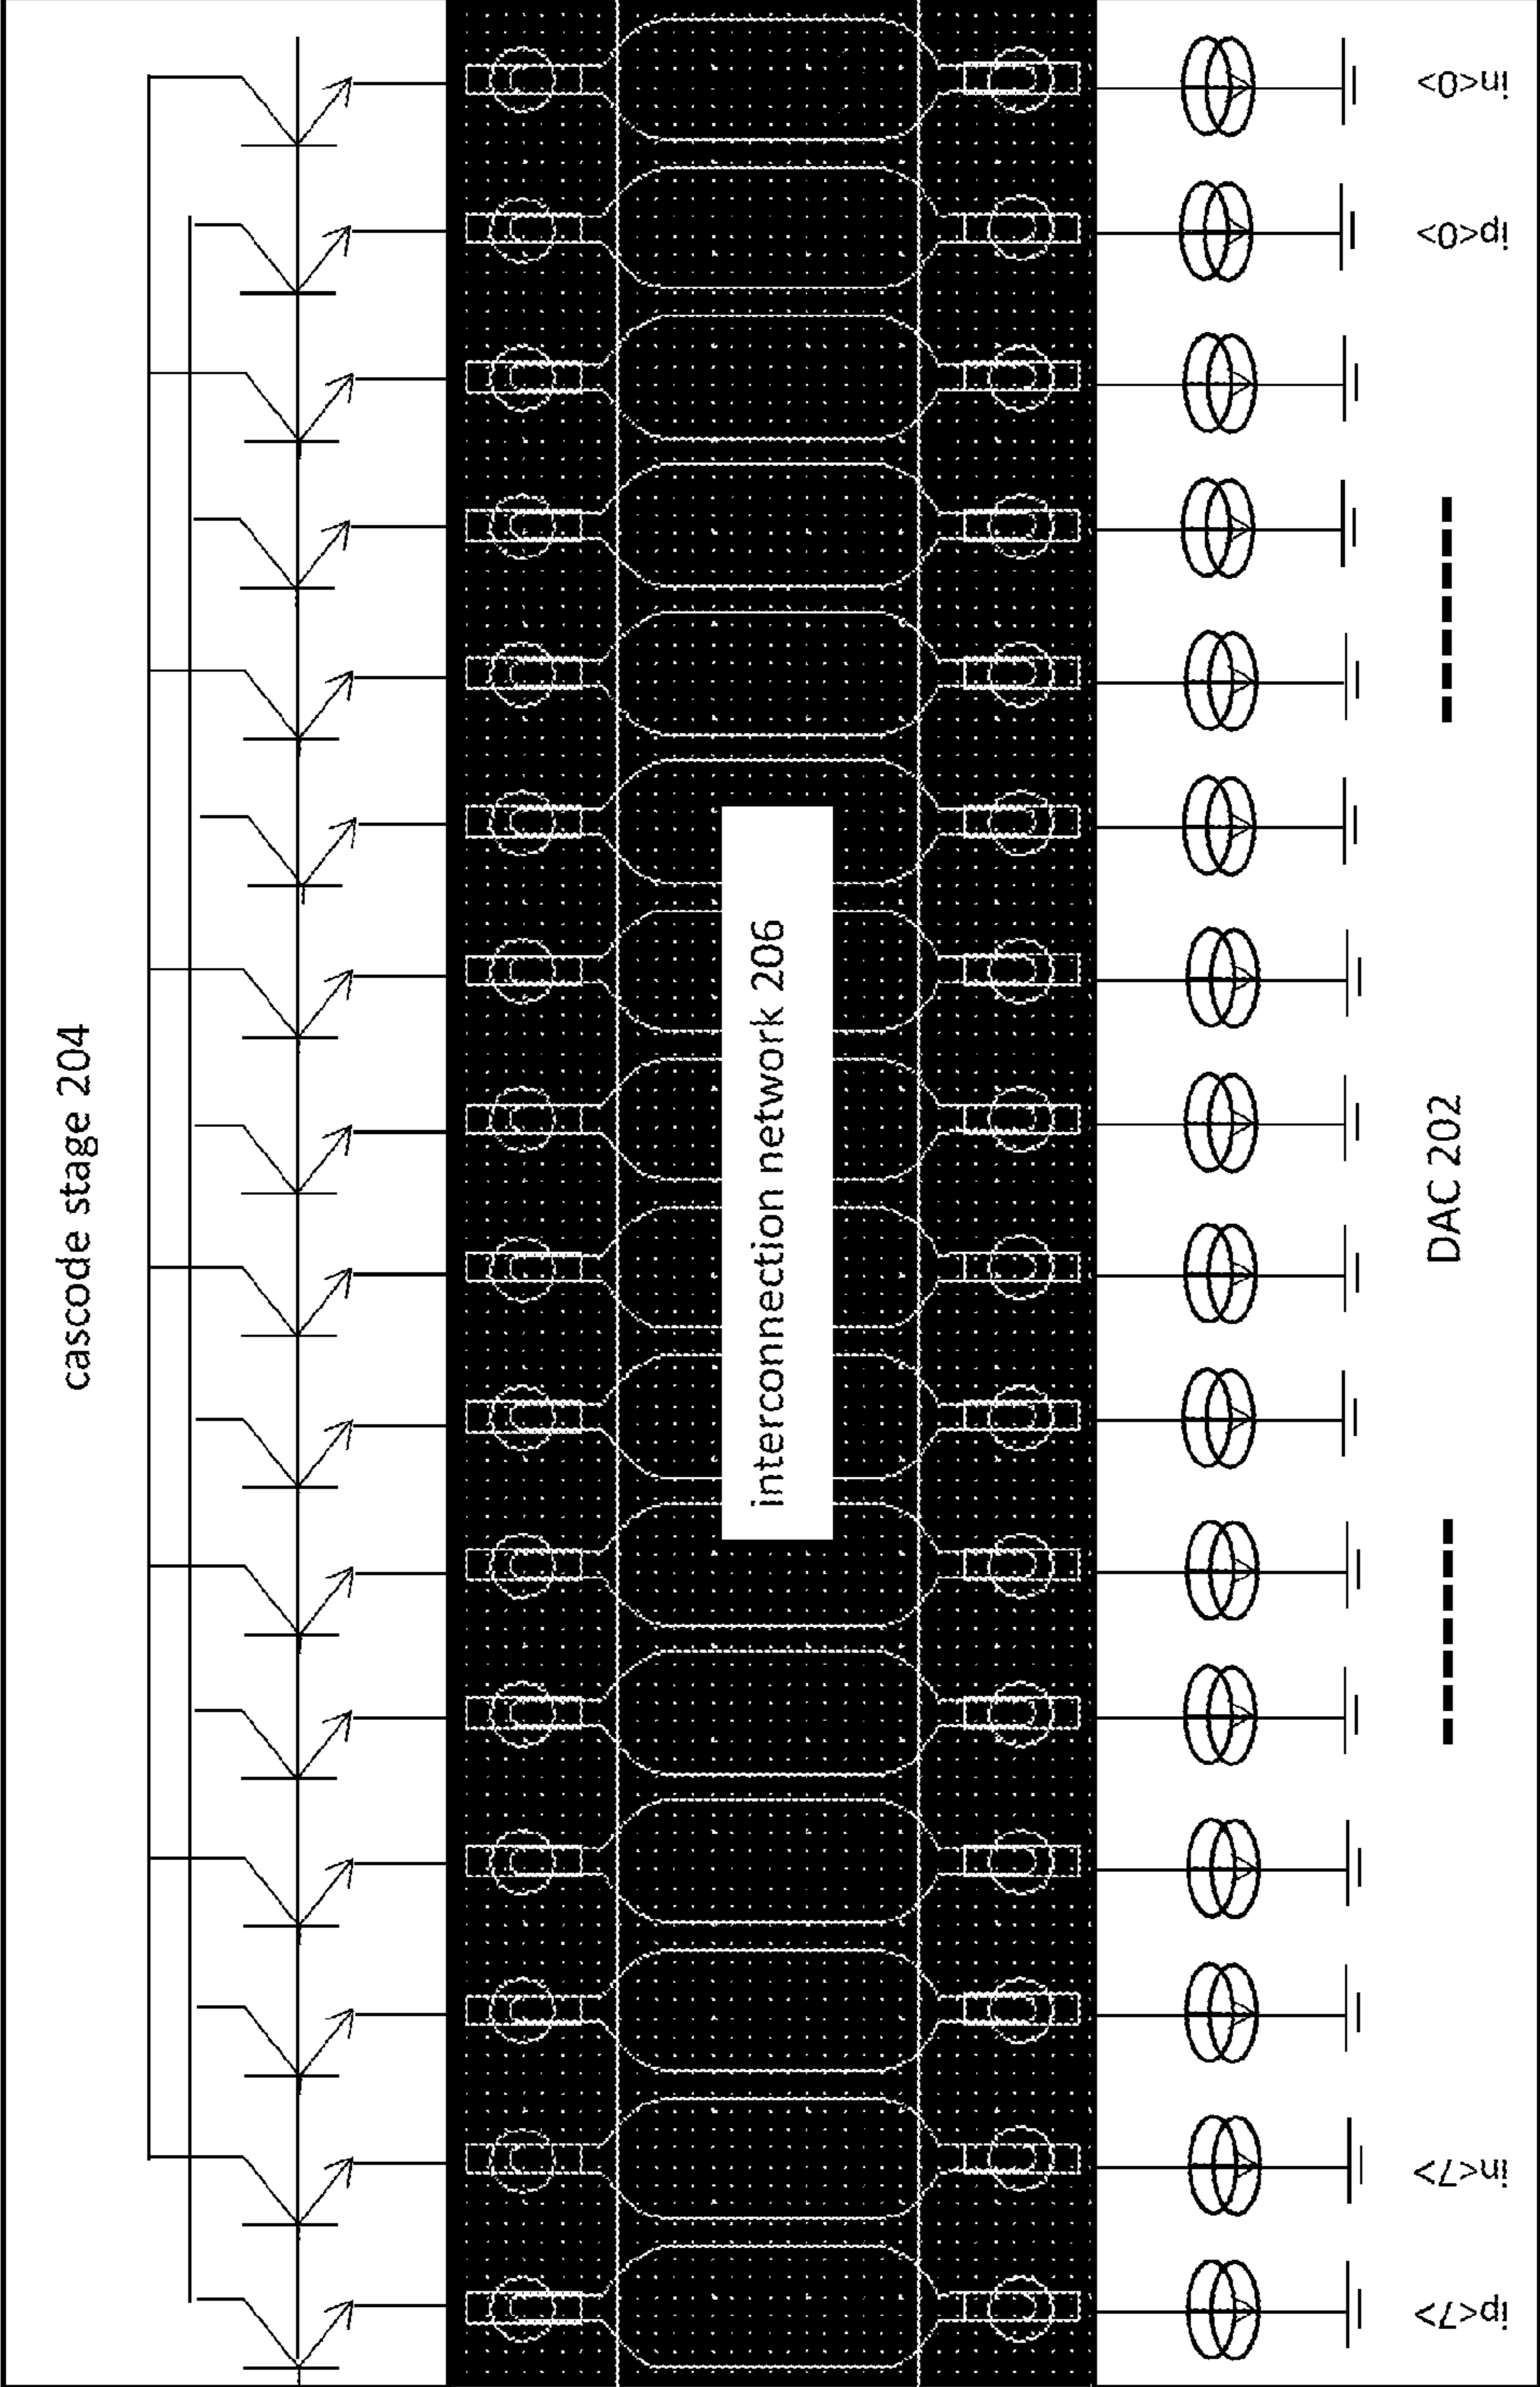 cascode stage 204
interconnection network 206
DAC 202
in<0>
ip<0>
in<7>
ip<7>